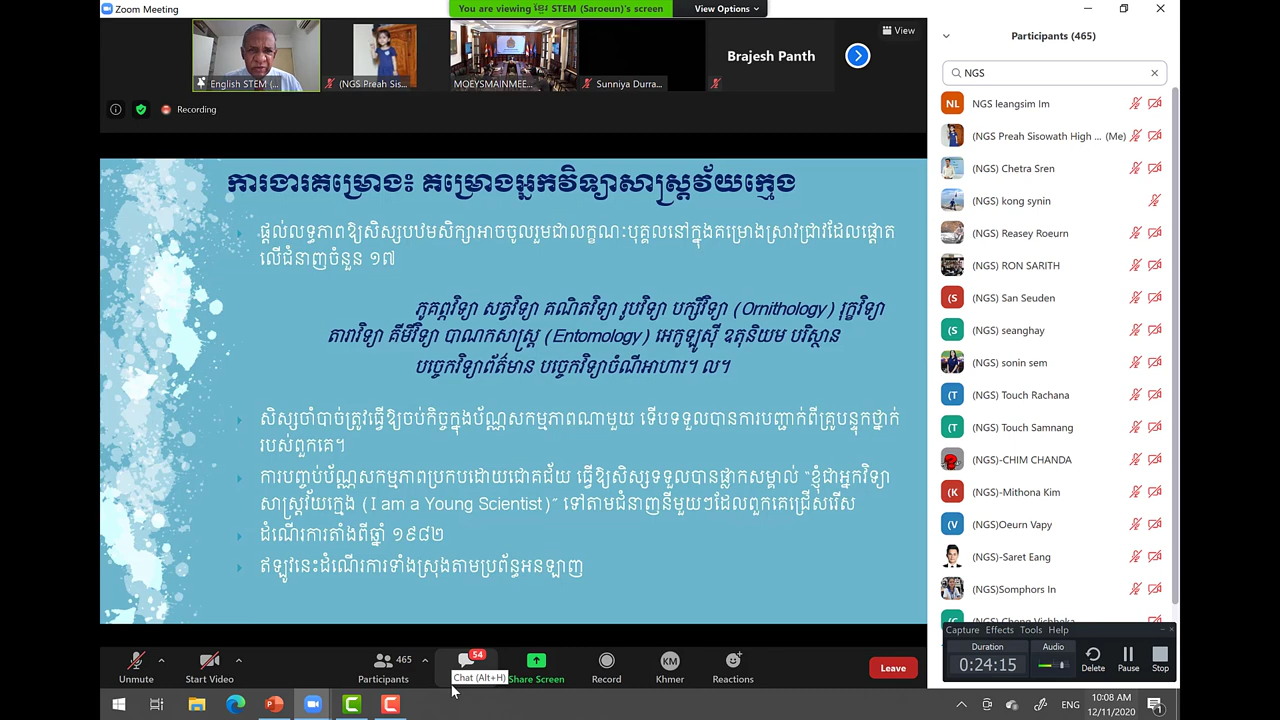 Zoom Meeting
You are viewing ខ្មែរ STEM (Saroeun)'s screen
View Options
English STEM (...
(NGS Preah Sis...
MOEYSMAINMEE...
Sunniya Durra...
Brajesh Panth
View
Recording
ការងារគម្រោង៖ គម្រោងអ្នកវិទ្យាសាស្ត្រវ័យក្មេង
ផ្តល់លទ្ធភាពឱ្យសិស្សបឋមសិក្សាអាចចូលរួមជាលក្ខណៈបុគ្គលនៅក្នុងគម្រោងស្រាវជ្រាវដែលផ្តោត
លើជំនាញចំនួន ១៧
ភូគព្ភវិទ្យា សត្វវិទ្យា គណិតវិទ្យា រូបវិទ្យា បក្សីវិទ្យា (Ornithology) រុក្ខវិទ្យា
តារាវិទ្យា គីមីវិទ្យា បាណកសាស្ត្រ (Entomology) អេកូឡូស៊ី ឧតុនិយម បរិស្ថាន
បច្ចេកវិទ្យាព័ត៌មាន បច្ចេកវិទ្យាចំណីអាហារ។ ល។
សិស្សចាំបាច់ត្រូវធ្វើឱ្យចប់កិច្ចក្នុងប័ណ្ណសកម្មភាពណាមួយ ទើបទទួលបានការបញ្ជាក់ពីគ្រូបន្ទុកថ្នាក់
របស់ពួកគេ។
ការបញ្ចប់ប័ណ្ណសកម្មភាពប្រកបដោយជោគជ័យ ធ្វើឱ្យសិស្សទទួលបានផ្លាកសម្គាល់ "ខ្ញុំជាអ្នកវិទ្យា
សាស្ត្រវ័យក្មេង (I am a Young Scientist)" ទៅតាមជំនាញនីមួយៗដែលពួកគេជ្រើសរើស
ដំណើរការតាំងពីឆ្នាំ ១៩៨២
ឥឡូវនេះដំណើរការទាំងស្រុងតាមប្រព័ន្ធអនឡាញ
Participants (465)
NGS
NL NGS leangsim Im
(NGS Preah Sisowath High ... (Me)
(NGS) Chetra Sren
(NGS) kong synin
(NGS) Reasey Roeurn
(NGS) RON SARITH
(S (NGS) San Seuden
(S (NGS) seanghay
(NGS) sonin sem
(T (NGS) Touch Rachana
(T (NGS) Touch Samnang
(NGS)-CHIM CHANDA
(K (NGS)-Mithona Kim
(V (NGS)Oeurn Vapy
(NGS)-Saret Eang
(NGS)Somphors In
Capture Effects Tools Help
Duration Audio
0:24:15 Delete Pause Stop
465 54 KM
Chat (Alt+H)
Unmute Start Video Participants Share Screen Record Khmer Reactions Leave
ENG
10:08 AM
12/11/2020
1